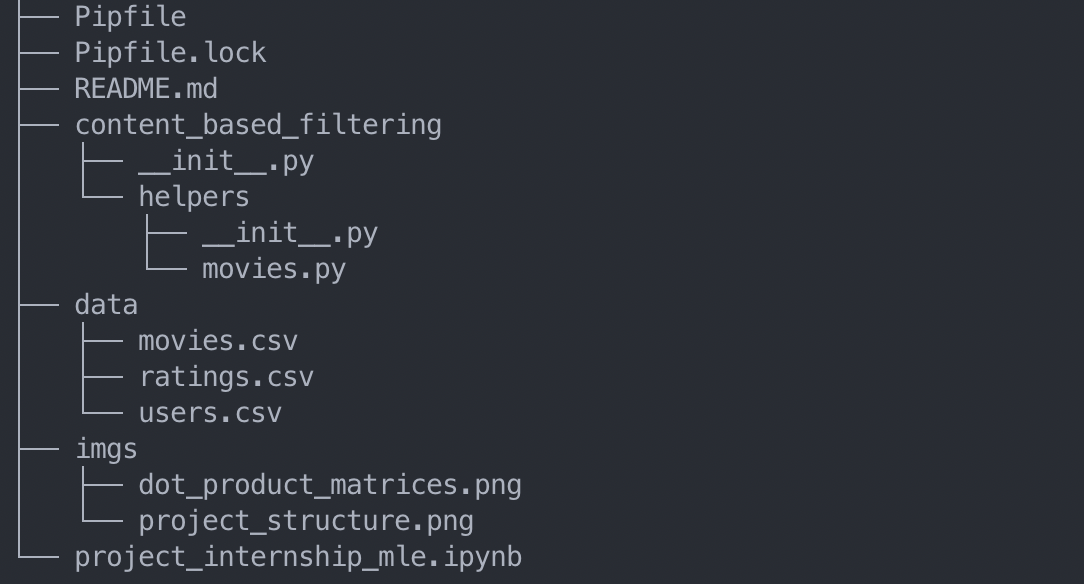 Pipfile
Pipfile.lock
README.md
content_based_filtering
__init__.py
helpers
__init__.py
movies.py
data
movies.csv
ratings.csv
users.csv
imgs
dot_product_matrices.png
project_structure.png
project_internship_mle.ipynb